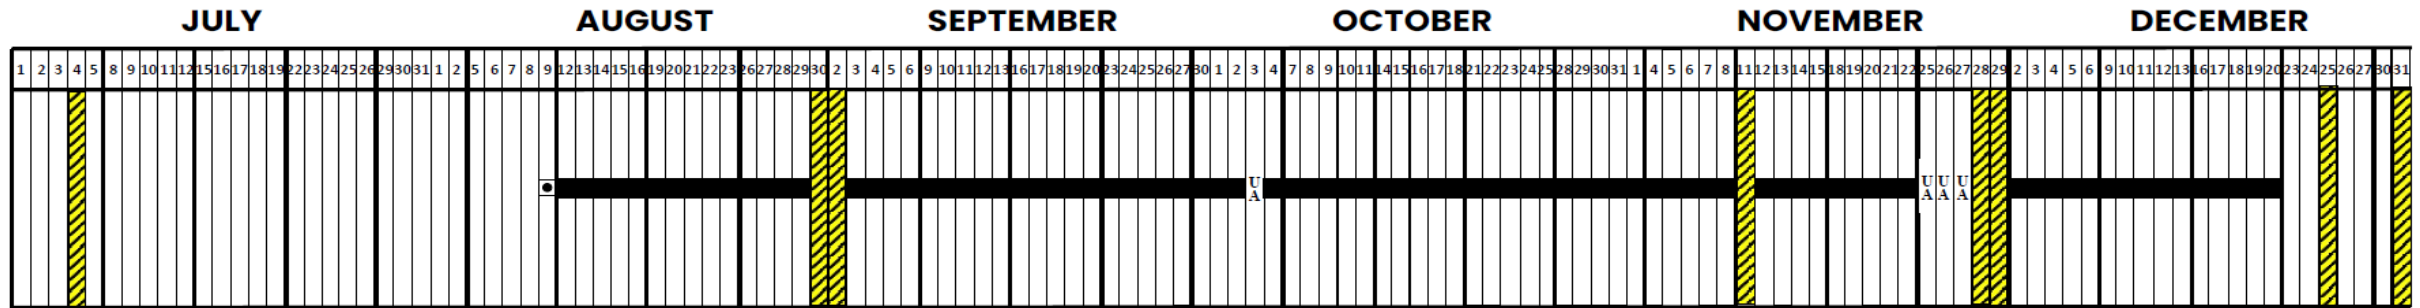 JULY AUGUST SEPTEMBER OCTOBER NOVEMBER DECEMBER
1 2 3 4 5 8 9 10 11 12 15 16 17 18 19 22 23 24 25 26 29 30 31 1 2 5 6 7 8 9 12 13 14 15 16 19 20 21 22 23 26 27 28 29 30 2 3 4 5 6 9 10 11 12 13 16 17 18 19 20 23 24 25 26 27 30 1 2 3 4 7 8 9 10 11 14 15 16 17 18 21 22 23 24 25 28 29 30 31 1 4 5 6 7 8 11 12 13 14 15 18 19 20 21 22 25 26 27 28 29 2 3 4 5 6 9 10 11 12 13 16 17 18 19 20 23 24 25 26 27 30 31
U U U U
A A A A